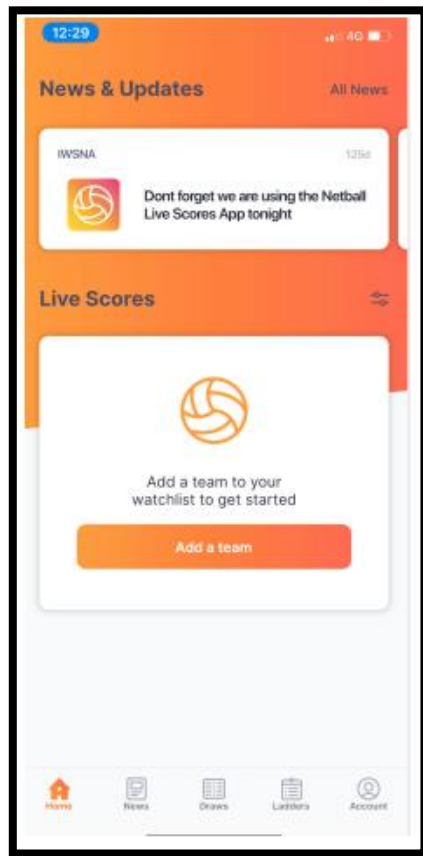 12:29
4G
News & Updates
All News
IWSNA
125d
Dont forget we are using the Netball
Live Scores App tonight
Live Scores
Add a team to your
watchlist to get started
Add a team
Home
News
Draws
Ladders
Account